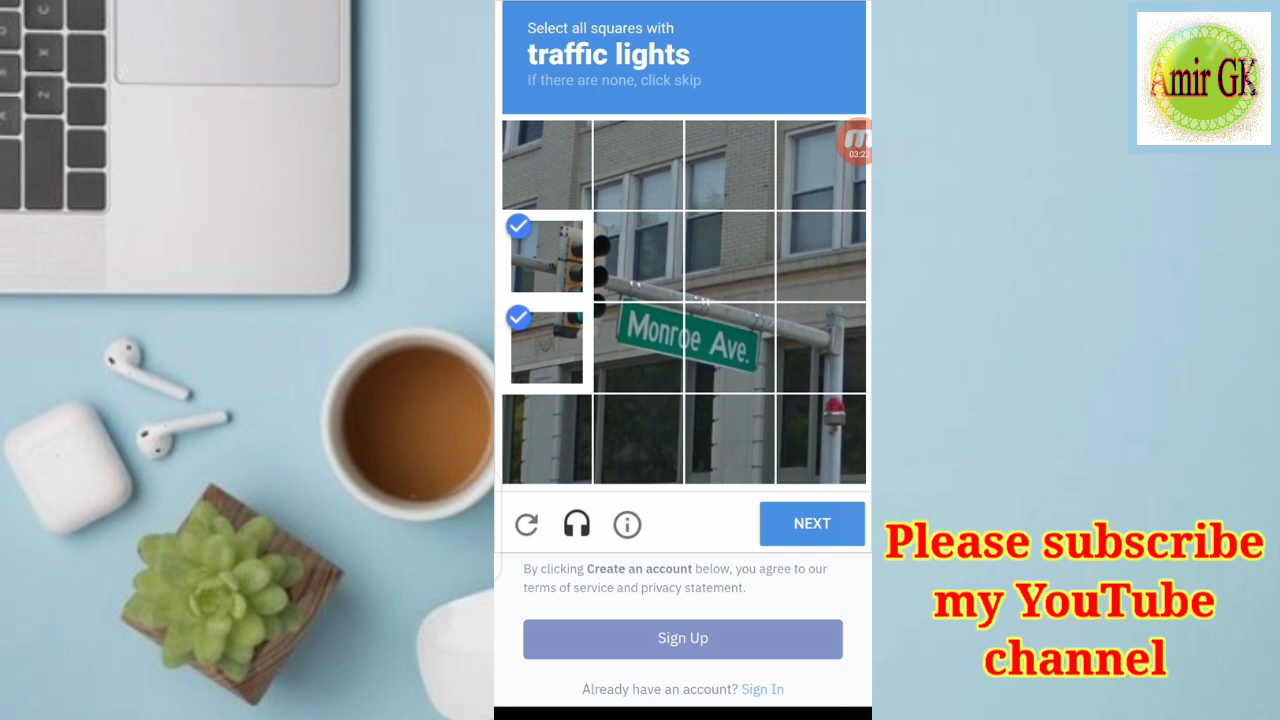 Select all squares with
traffic lights
If there are none, click skip
Amir GK
03:22
Monroe Ave.
NEXT
By clicking Create an account below, you agree to our
terms of service and privacy statement.
Sign Up
Already have an account? Sign In
Please subscribe
my YouTube
channel